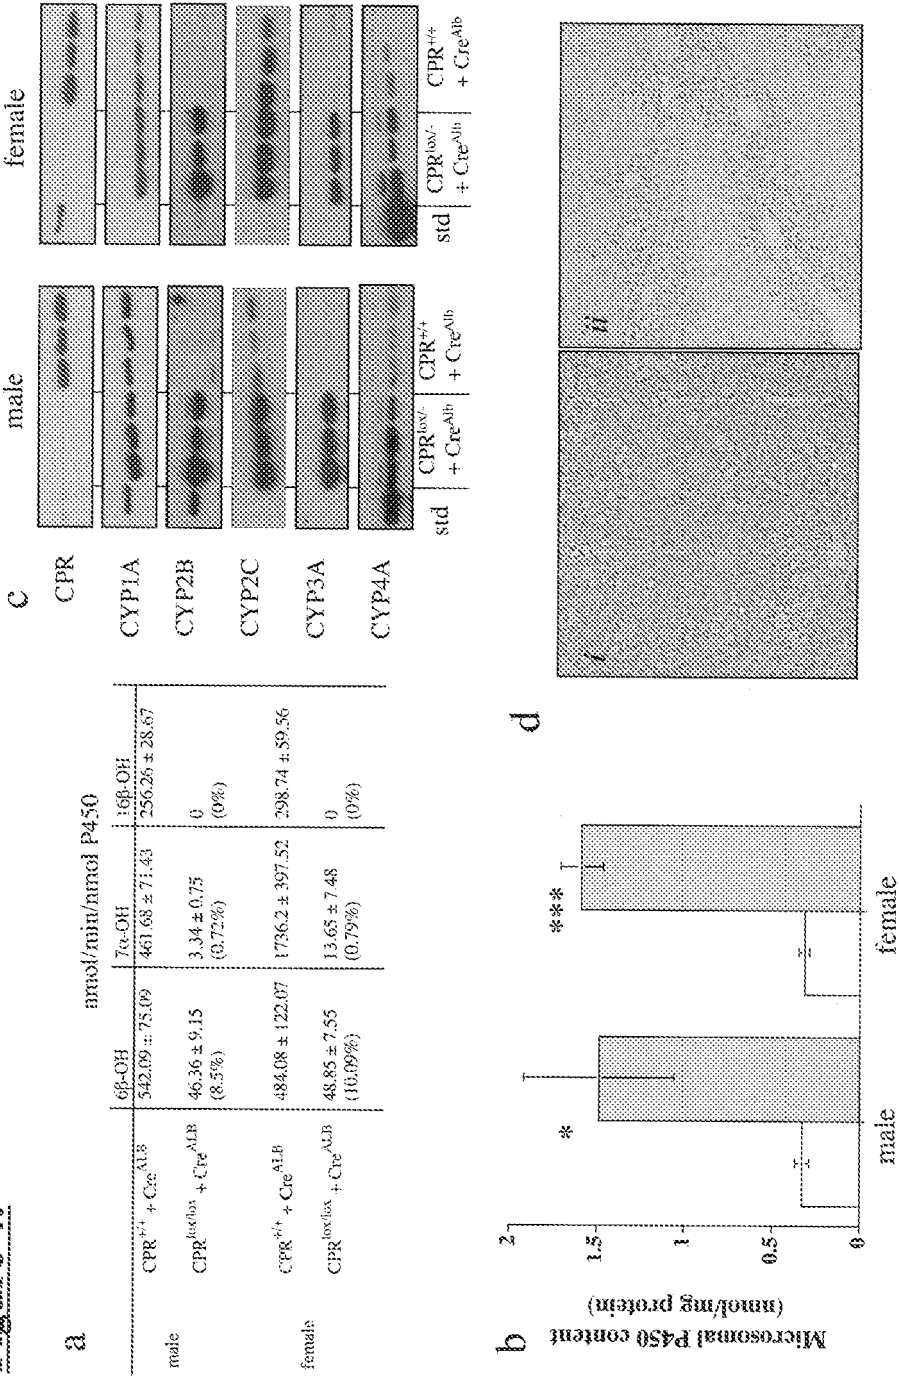 a
nmol/min/nmol P450
6β-OH 7α-OH 16β-OH
male CPR+/+ + CreALB 542.09 ± 75.09 461.68 ± 71.43 256.26 ± 28.67
CPRlox/lox + CreALB 46.36 ± 9.15 3.34 ± 0.75 0
(8.5%) (0.72%) (0%)
female CPR+/+ + CreALB 484.08 ± 122.07 1736.2 ± 397.52 298.74 ± 59.56
CPRlox/lox + CreALB 48.85 ± 7.55 13.65 ± 7.48 0
(10.09%) (0.79%) (0%)
b
Microsomal P450 content
(nmol/mg protein)
2
1.5
1
0.5
0
*
***
male female
c
male female
CPR
CYP1A
CYP2B
CYP2C
CYP3A
CYP4A
std CPRlox/- CPR+/+ std CPRlox/- CPR+/+
+ CreAlb + CreAlb + CreAlb + CreAlb
d
i ii